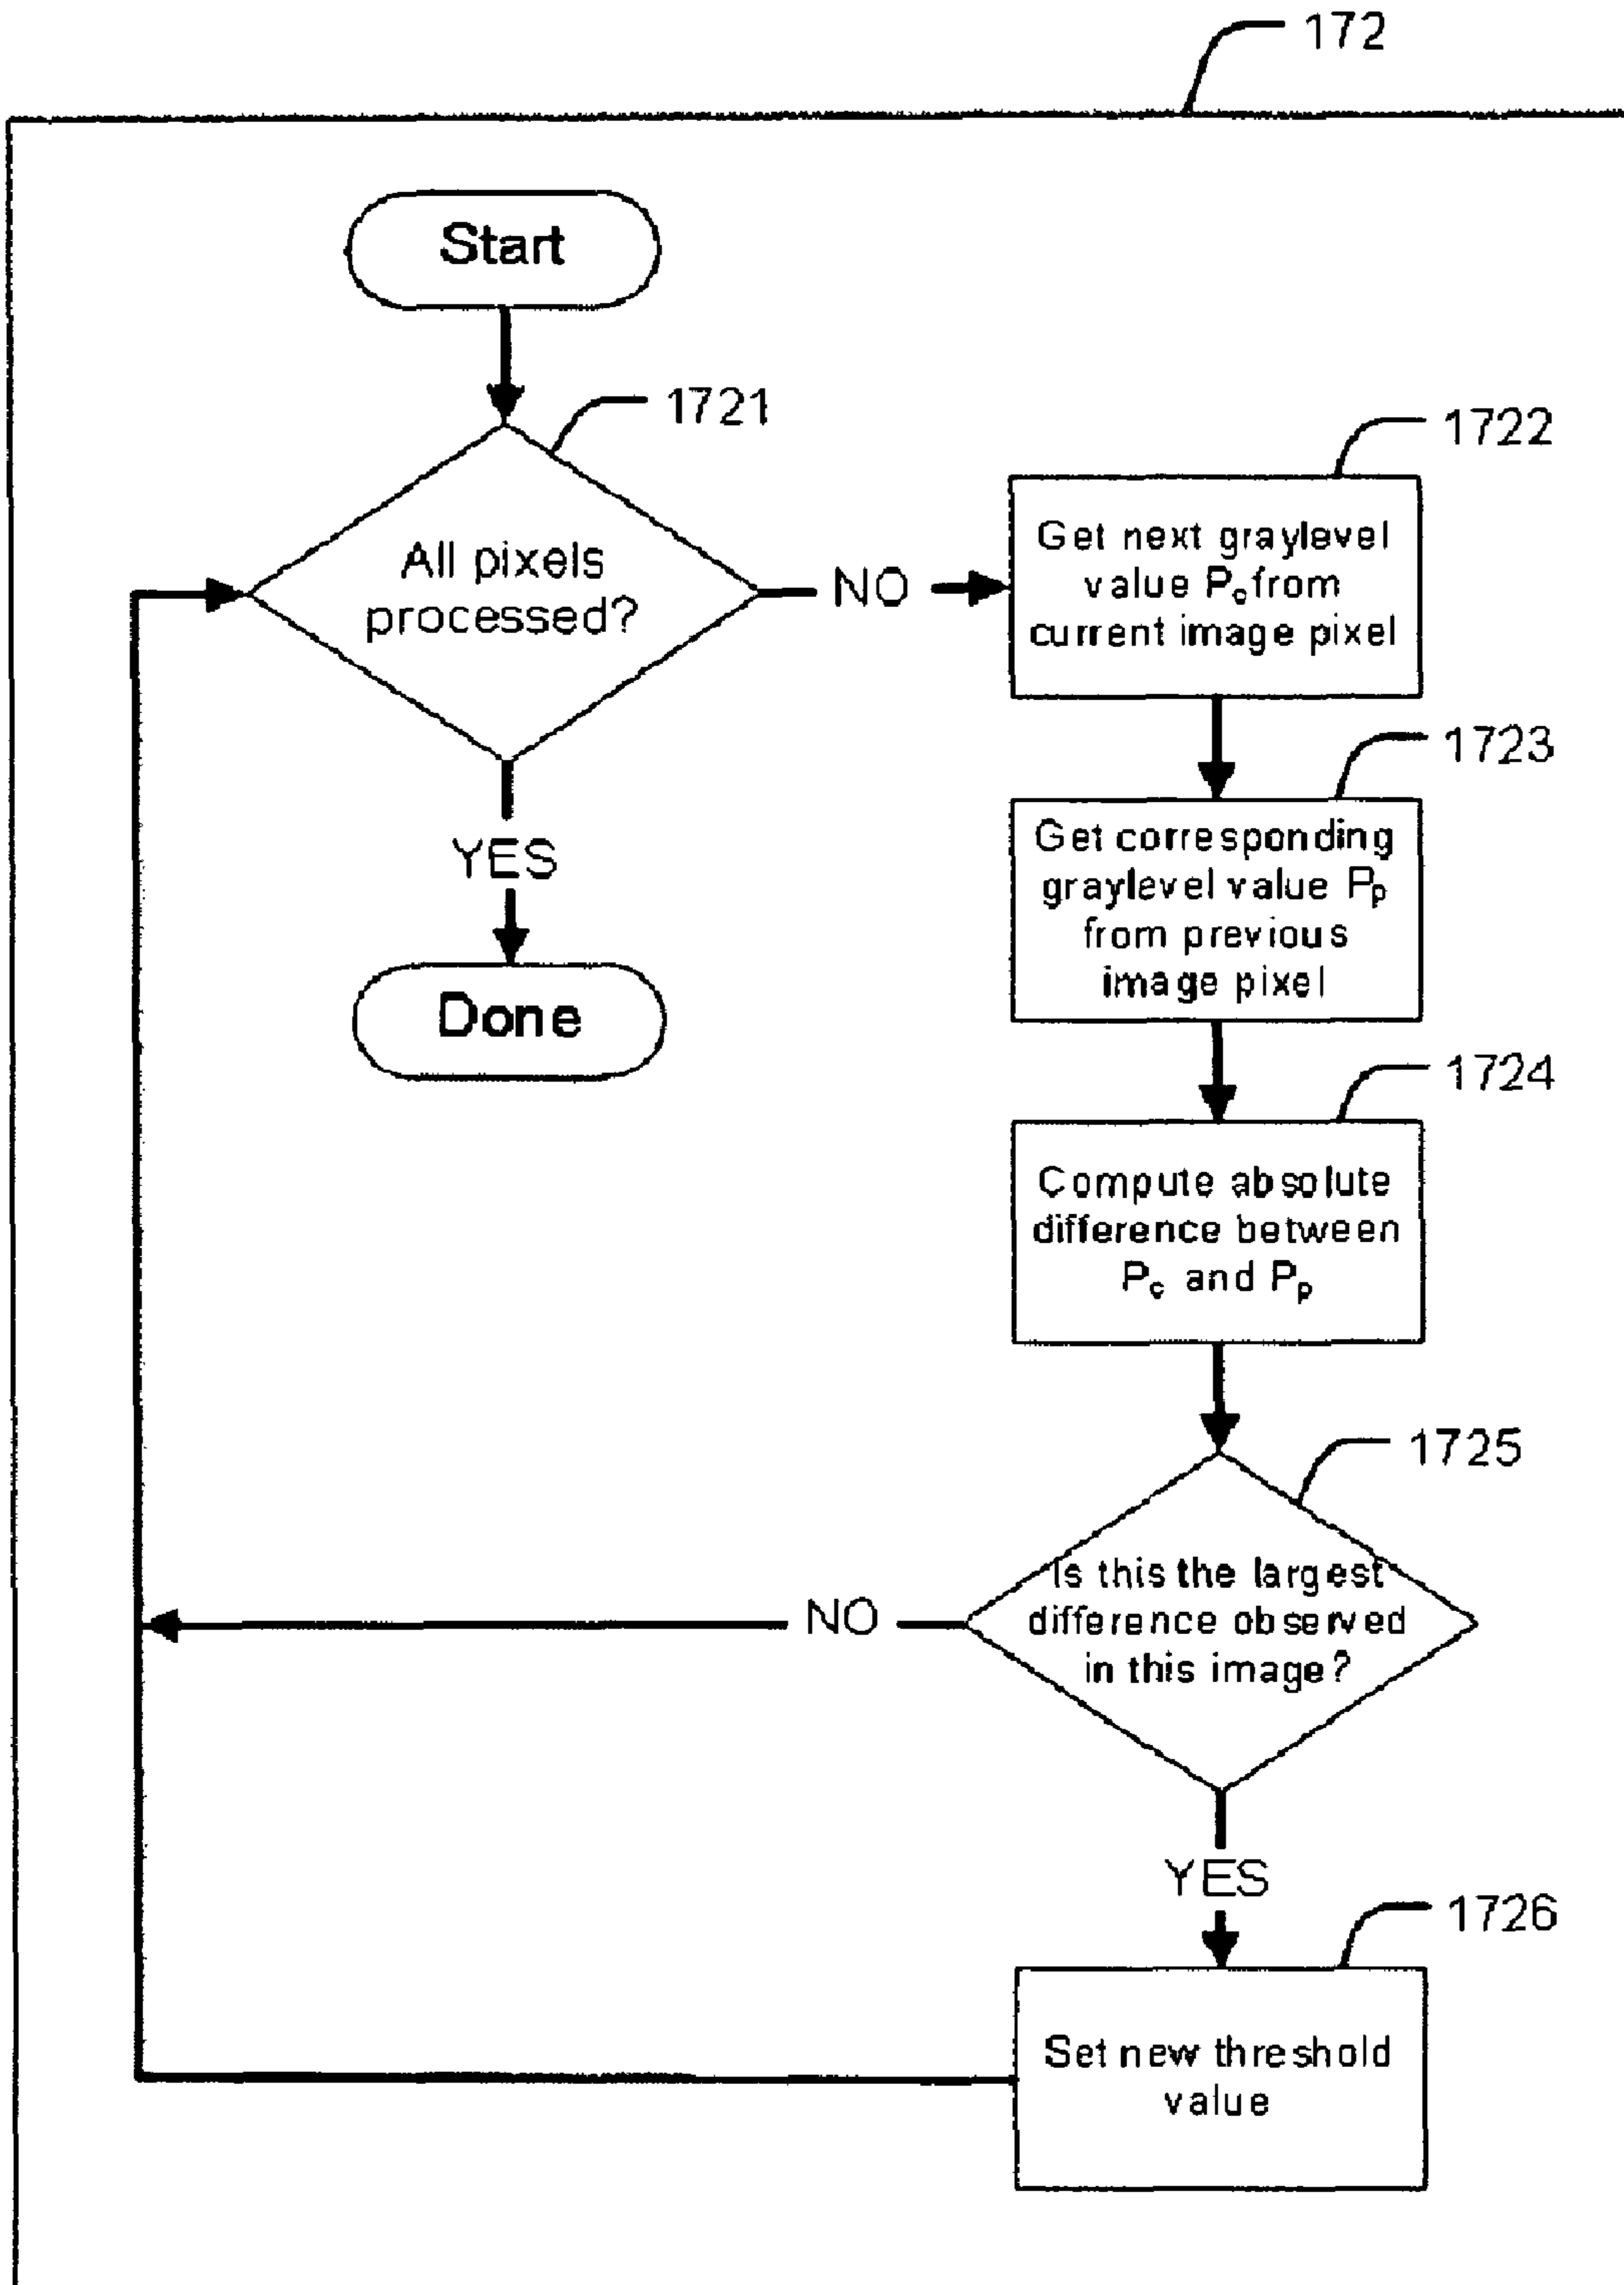 172
Start
1721
All pixels
processed?
NO
YES
Done
1722
Get next graylevel
value Pc from
current image pixel
1723
Get corresponding
graylevel value Pp
from previous
image pixel
1724
Compute absolute
difference between
Pc and Pp
1725
Is this the largest
difference observed
in this image?
NO
YES
1726
Set new threshold
value